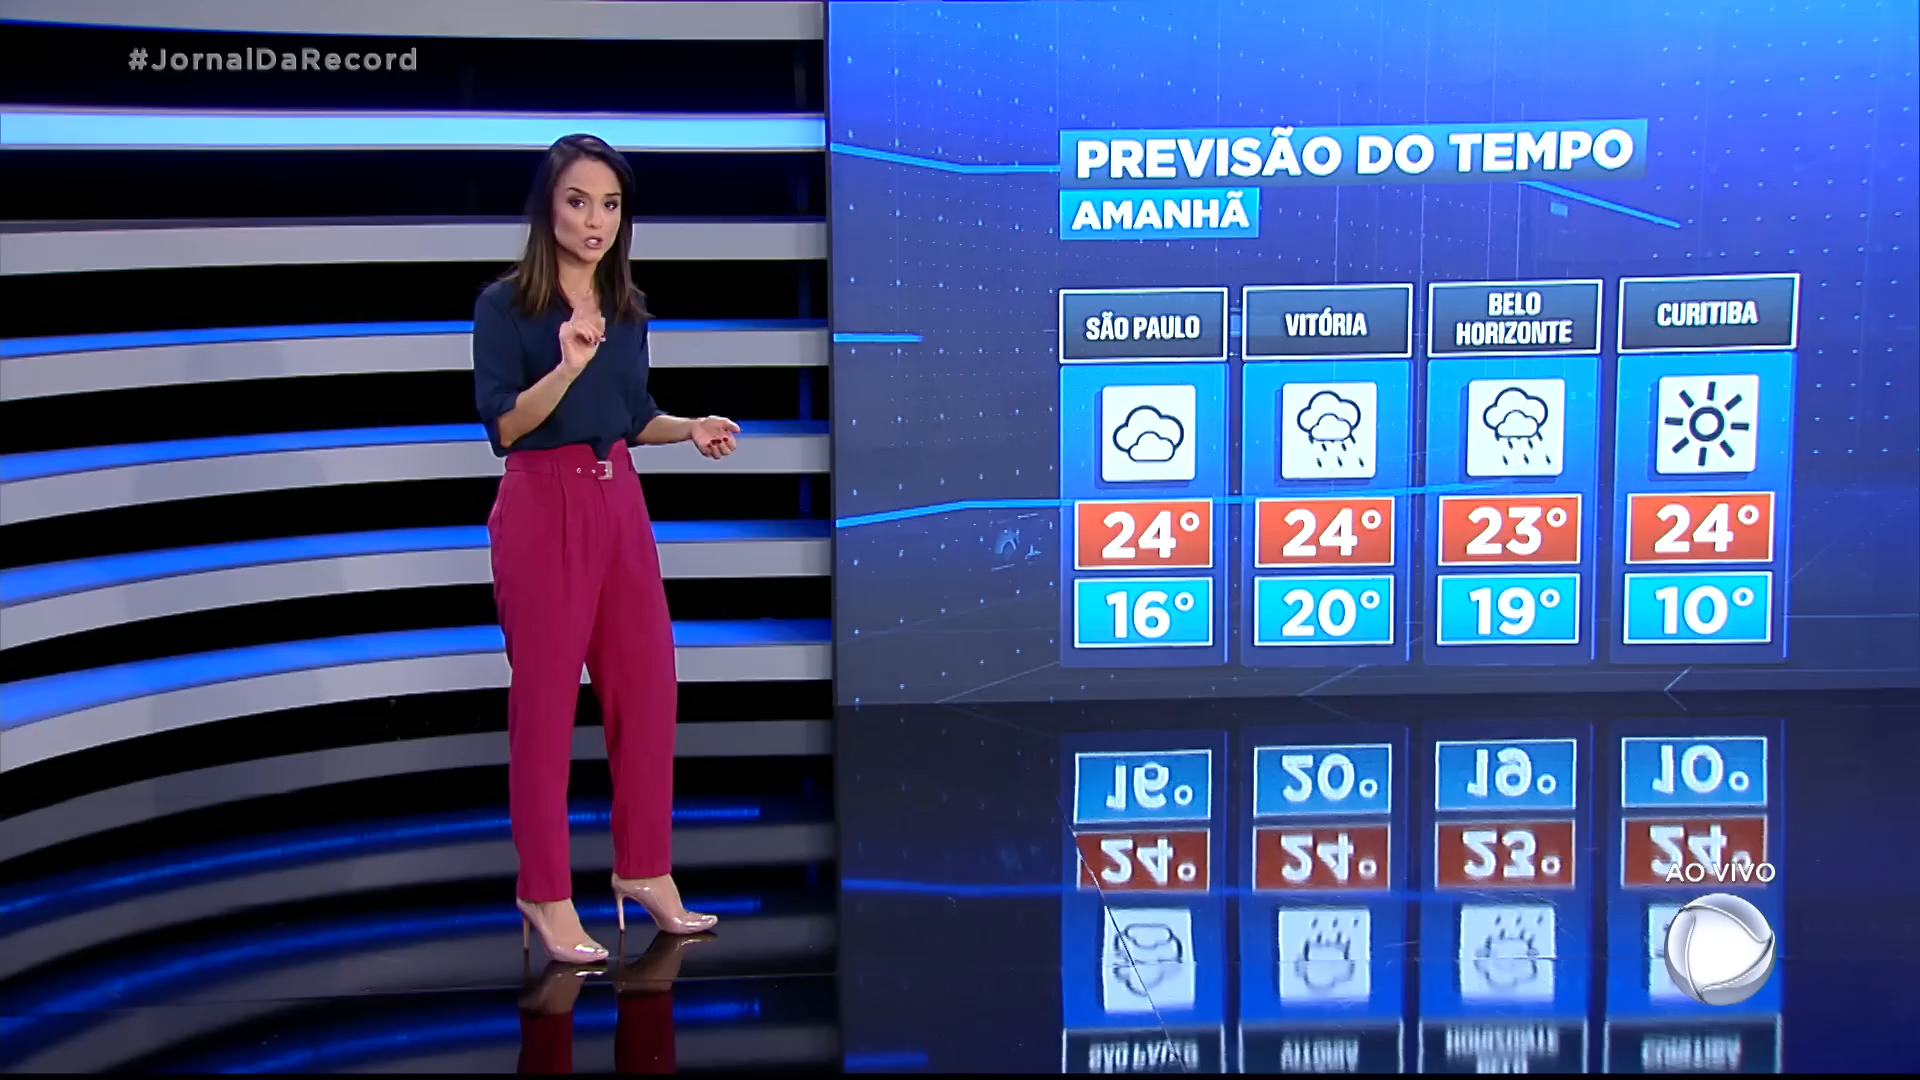 #JornalDaRecord
PREVISÃO DO TEMPO
AMANHÃ
SÃO PAULO
VITÓRIA
BELO
HORIZONTE
CURITIBA
24° 24° 23° 24°
16° 20° 19° 10°
AO VIVO